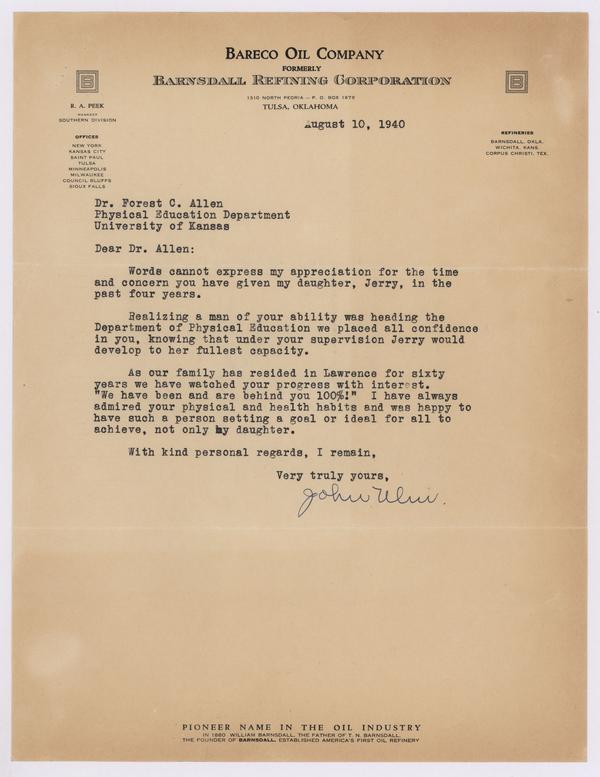 BARECO OIL COMPANY
FORMERLY
BARNSDALL REFINING CORPORATION
1310 NORTH PEORIA — P. O. BOX 1879
TULSA, OKLAHOMA
B
B
R. A. PEEK
MANAGER
SOUTHERN DIVISION
OFFICES
NEW YORK
KANSAS CITY
SAINT PAUL
TULSA
MINNEAPOLIS
MILWAUKEE
COUNCIL BLUFFS
SIOUX FALLS
REFINERIES
BARNSDALL, OKLA.
WICHITA, KANS.
CORPUS CHRISTI, TEX.
August 10, 1940
Dr. Forest C. Allen
Physical Education Department
University of Kansas
Dear Dr. Allen:
Words cannot express my appreciation for the time
and concern you have given my daughter, Jerry, in the
past four years.
Realizing a man of your ability was heading the
Department of Physical Education we placed all confidence
in you, knowing that under your supervision Jerry would
develop to her fullest capacity.
As our family has resided in Lawrence for sixty
years we have watched your progress with interest.
"We have been and are behind you 100%!" I have always
admired your physical and health habits and was happy to
have such a person setting a goal or ideal for all to
achieve, not only my daughter.
With kind personal regards, I remain,
Very truly yours,
John Ulm.
PIONEER NAME IN THE OIL INDUSTRY
IN 1860 WILLIAM BARNSDALL, THE FATHER OF T. N. BARNSDALL,
THE FOUNDER OF BARNSDALL, ESTABLISHED AMERICA'S FIRST OIL REFINERY